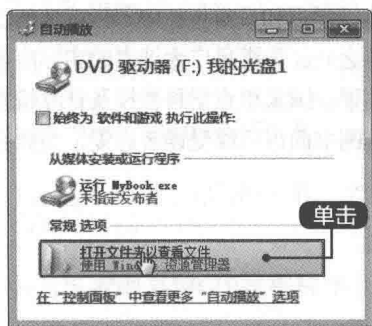 自动播放
DVD 驱动器 (F:) 我的光盘1
始终为 软件和游戏 执行此操作:
从媒体安装或运行程序
运行 MyBook.exe
未指定发布者
常规 选项
单击
打开文件夹以查看文件
使用 Windows 资源管理器
在 “控制面板” 中查看更多 “自动播放” 选项